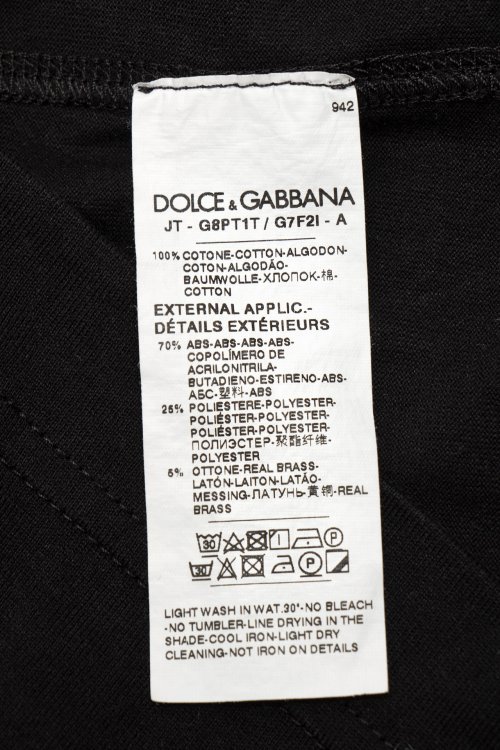 942
DOLCE & GABBANA
JT - G8PT1T / G7F2I - A
100% COTONE-COTTON-ALGODON-
COTON-ALGODÃO-
BAUMWOLLE-ХЛОПОК-棉-
COTTON
EXTERNAL APPLIC.-
DÉTAILS EXTÉRIEURS
70% ABS-ABS-ABS-ABS-
COPOLÍMERO DE
ACRILONITRILA-
BUTADIENO-ESTIRENO-ABS-
АБС-塑料-ABS
25% POLIESTERE-POLYESTER-
POLIÉSTER-POLYESTER-
POLIÉSTER-POLYESTER-
ПОЛИЭСТЕР-聚酯纤维-
POLYESTER
5% OTTONE-REAL BRASS-
LATÓN-LAITON-LATÃO-
MESSING-ЛАТУНЬ-黄铜-REAL
BRASS
30 P
30 P
LIGHT WASH IN WAT.30°-NO BLEACH
-NO TUMBLER-LINE DRYING IN THE
SHADE-COOL IRON-LIGHT DRY
CLEANING-NOT IRON ON DETAILS